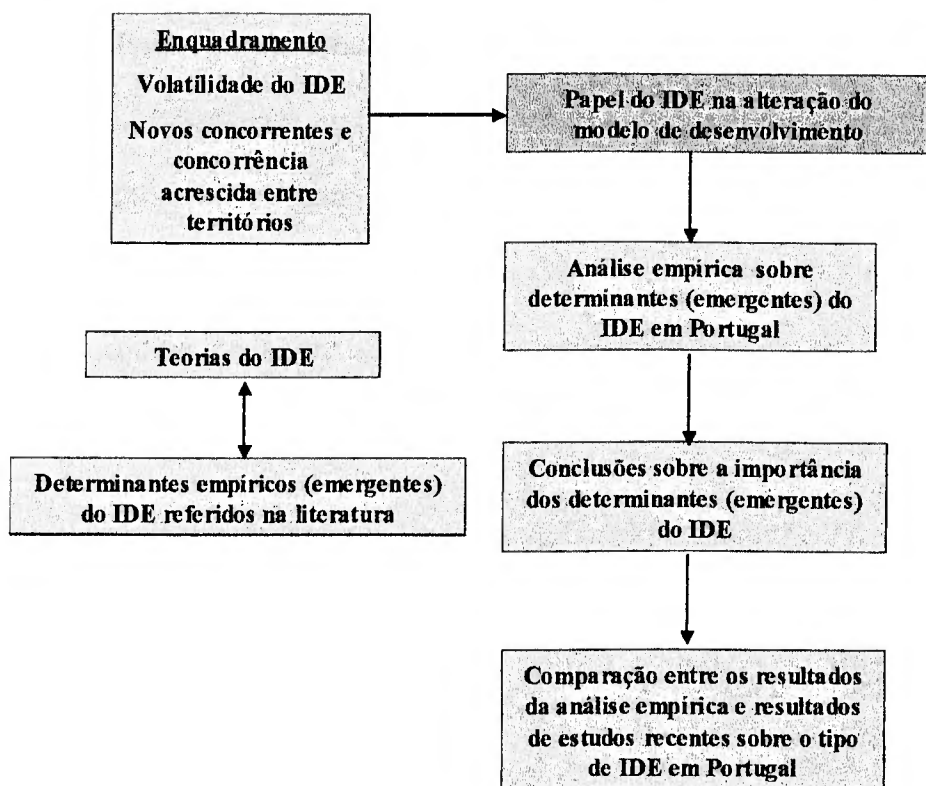 Enquadramento
Volatilidade do IDE
Novos concorrentes e
concorrência
acrescida entre
territórios
Papel do IDE na alteração do
modelo de desenvolvimento
Análise empírica sobre
determinantes (emergentes) do
IDE em Portugal
Teorias do IDE
Determinantes empíricos (emergentes)
do IDE referidos na literatura
Conclusões sobre a importância
dos determinantes (emergentes)
do IDE
Comparação entre os resultados
da análise empírica e resultados
de estudos recentes sobre o tipo
de IDE em Portugal